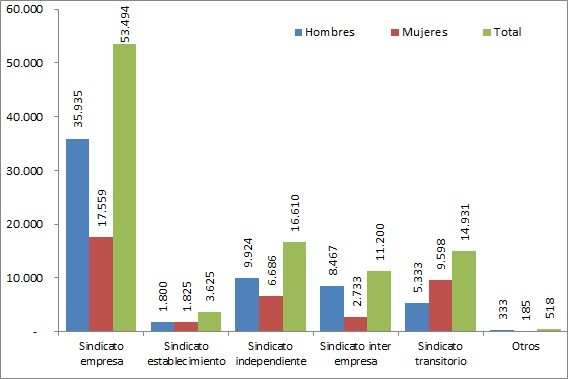 60.000
50.000
40.000
30.000
20.000
10.000
-
Hombres
Mujeres
Total
35.935
17.559
53.494
1.800
1.825
3.625
9.924
6.686
16.610
8.467
2.733
11.200
5.333
9.598
14.931
333
185
518
Sindicato
empresa
Sindicato
establecimiento
Sindicato
independiente
Sindicato inter
empresa
Sindicato
transitorio
Otros